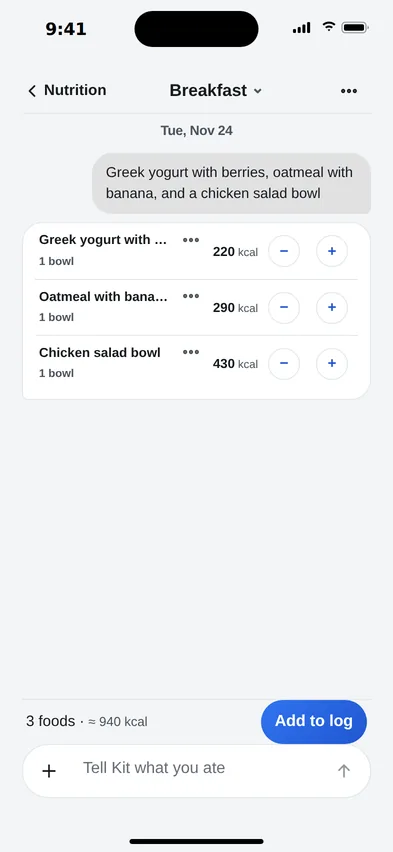 9:41
Nutrition
Breakfast
Tue, Nov 24
Greek yogurt with berries, oatmeal with
banana, and a chicken salad bowl
Greek yogurt with ...
220 kcal
1 bowl
Oatmeal with bana...
290 kcal
1 bowl
Chicken salad bowl
430 kcal
1 bowl
3 foods · ≈ 940 kcal
Add to log
Tell Kit what you ate